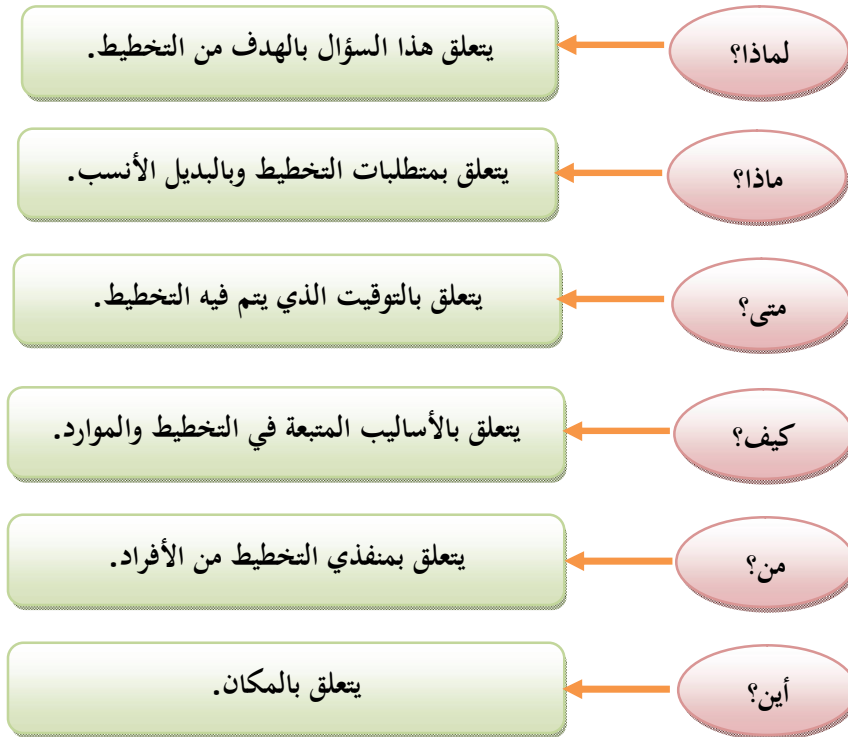 لماذا؟
يتعلق هذا السؤال بالهدف من التخطيط.
ماذا؟
يتعلق بمتطلبات التخطيط وبالبديل الأنسب.
متى؟
يتعلق بالتوقيت الذي يتم فيه التخطيط.
كيف؟
يتعلق بالأساليب المتبعة في التخطيط والموارد.
من؟
يتعلق بمنفذي التخطيط من الأفراد.
أين؟
يتعلق بالمكان.